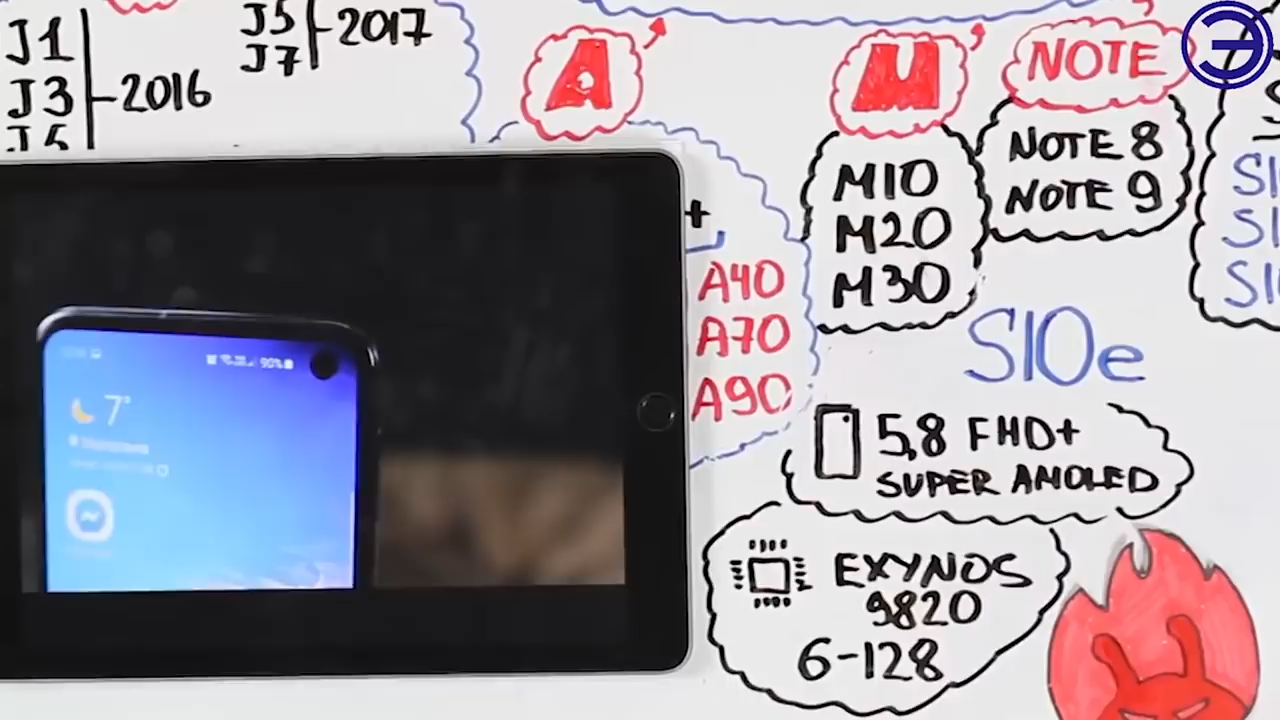 J1
J3
2016
J5
J7
2017
A
M
NOTE
Э
M10
M20
M30
NOTE 8
NOTE 9
+
A40
A70
A90
90%
7°
S10e
5,8 FHD+
SUPER AMOLED
EXYNOS
9820
6-128